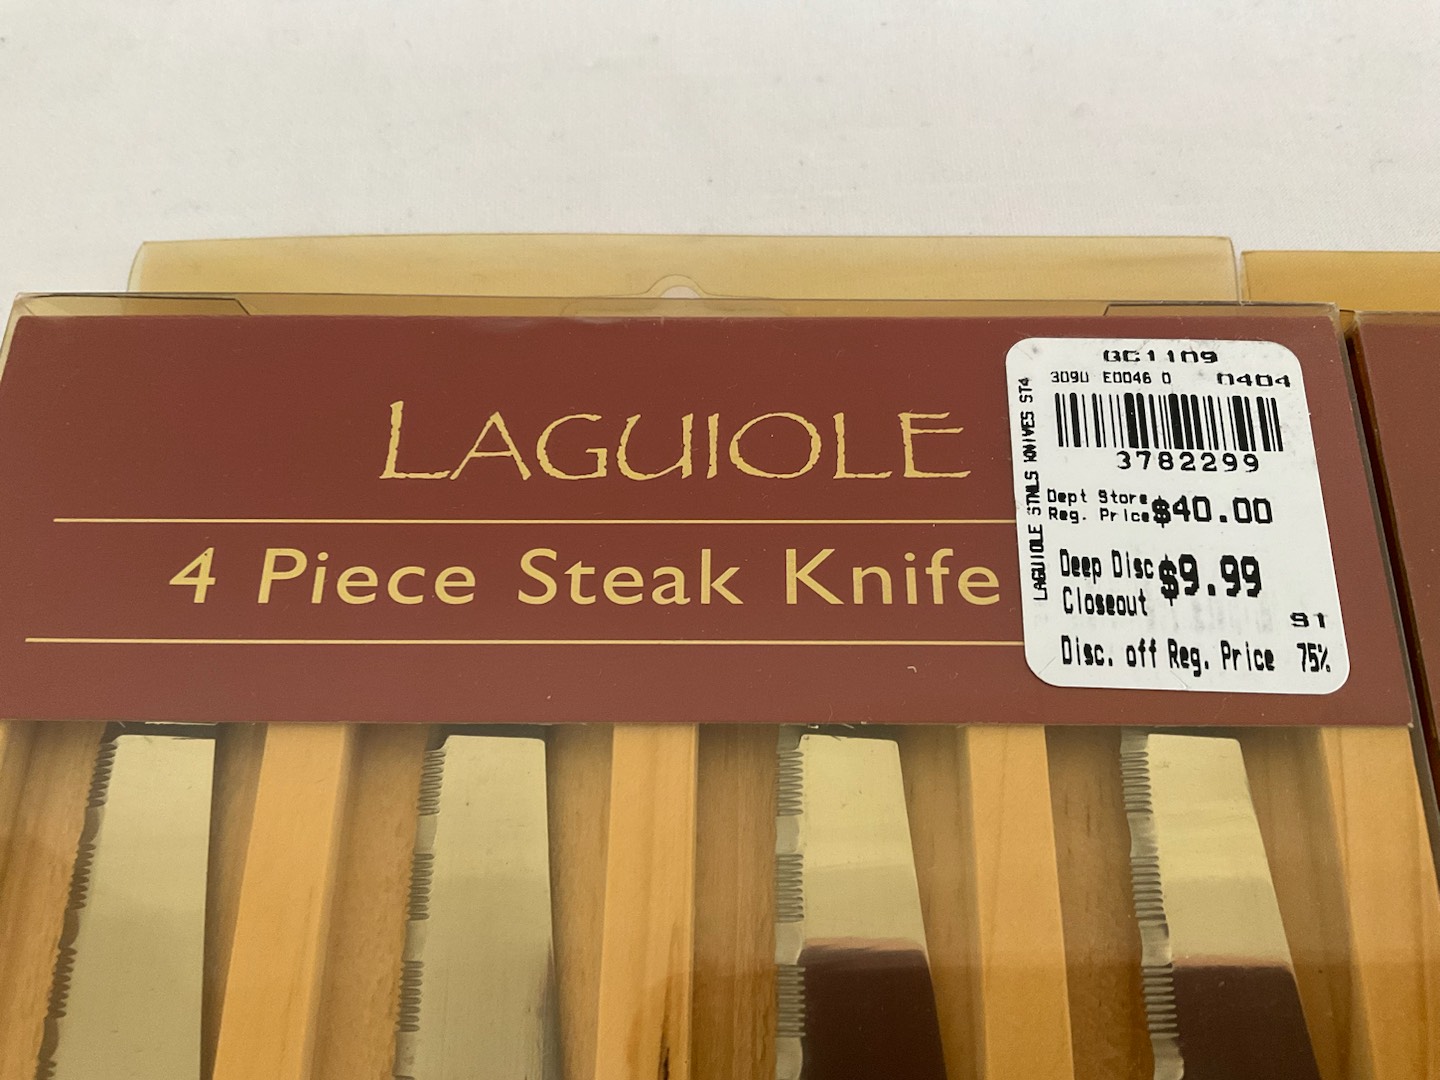 LAGUIOLE
4 Piece Steak Knife
GC1109
3090 E0046 0 0404
3782299
LAGUIOLE STNLS KNIVES ST4
Dept Store
Reg. Price $40.00
Deep Disc
Closeout $9.99
91
Disc. off Reg. Price 75%